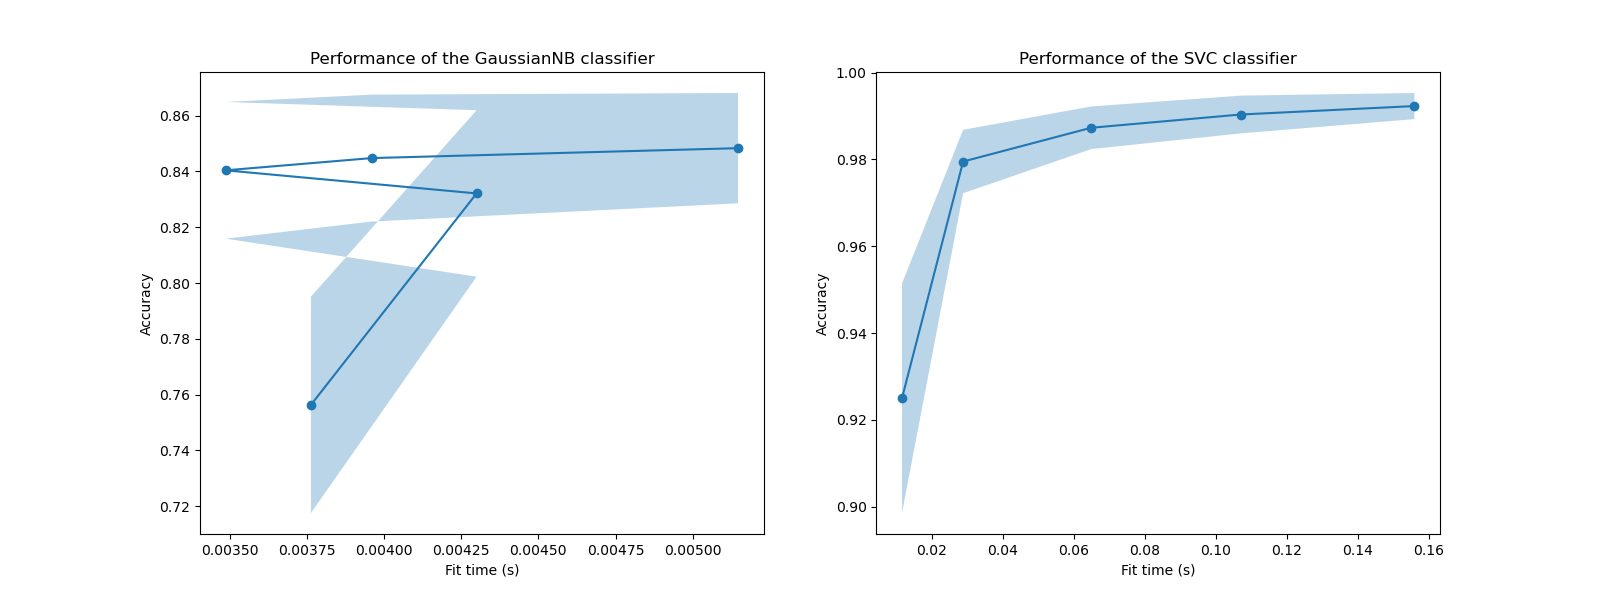 Performance of the GaussianNB classifier
0.86
0.84
0.82
0.80
0.78
0.76
0.74
0.72
Accuracy
0.00350 0.00375 0.00400 0.00425 0.00450 0.00475 0.00500
Fit time (s)
Performance of the SVC classifier
1.00
0.98
0.96
0.94
0.92
0.90
Accuracy
0.02 0.04 0.06 0.08 0.10 0.12 0.14 0.16
Fit time (s)